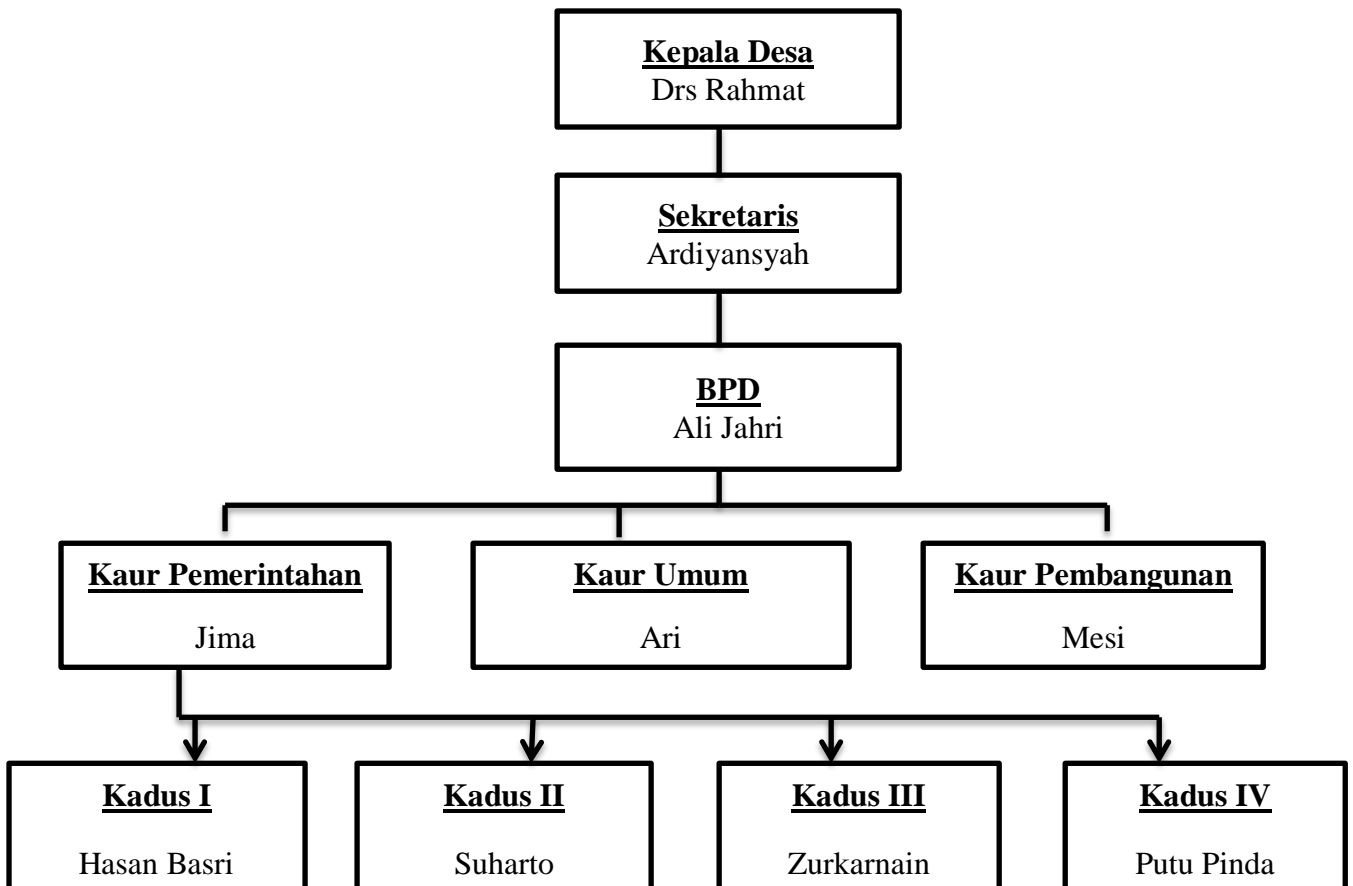 Kepala Desa
Drs Rahmat
Sekretaris
Ardiyansyah
BPD
Ali Jahri
Kaur Pemerintahan
Jima
Kaur Umum
Ari
Kaur Pembangunan
Mesi
Kadus I
Hasan Basri
Kadus II
Suharto
Kadus III
Zurkarnain
Kadus IV
Putu Pinda